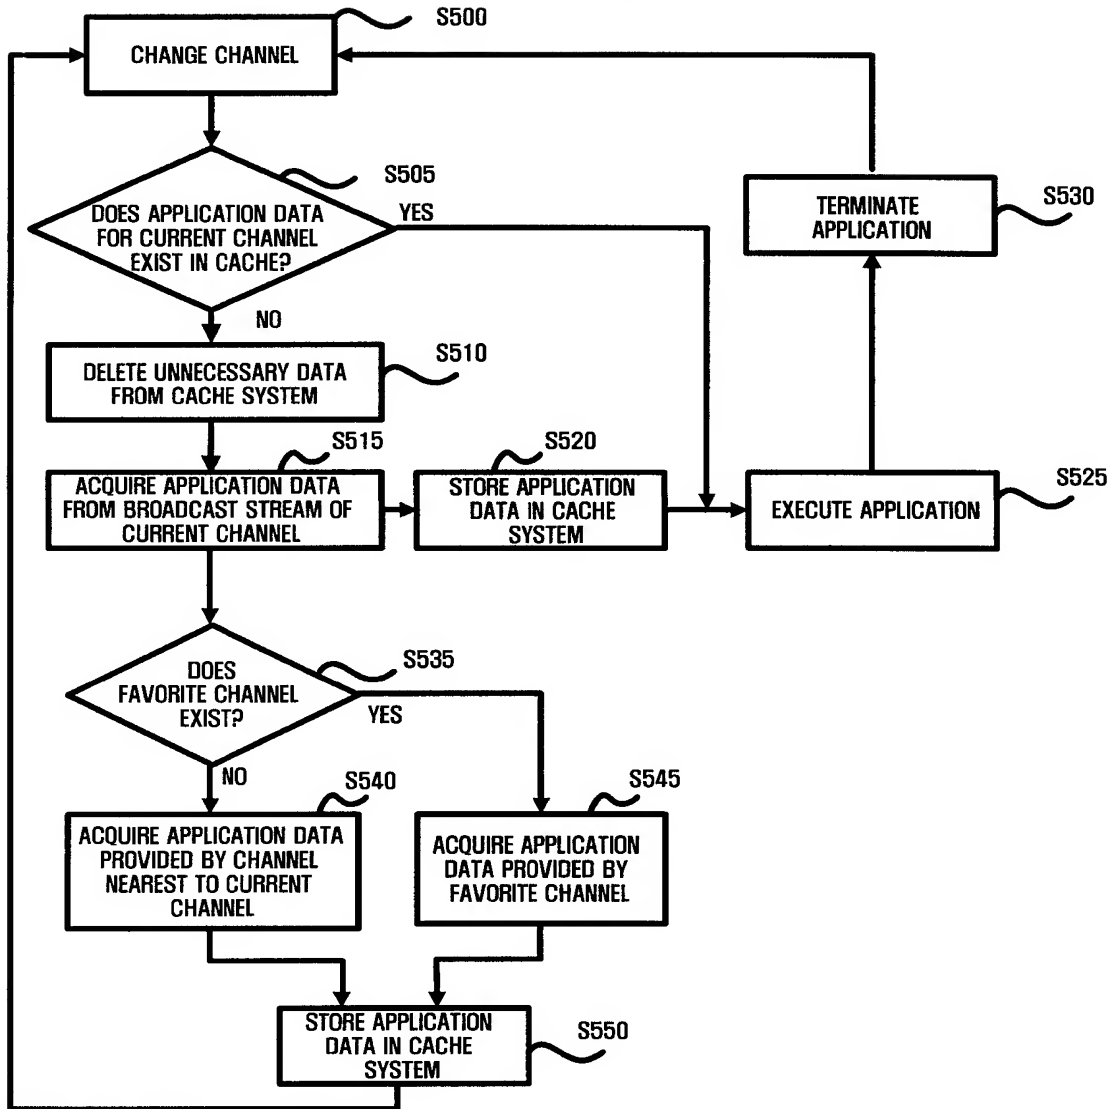 S500
CHANGE CHANNEL
S505
DOES APPLICATION DATA
FOR CURRENT CHANNEL
EXIST IN CACHE?
YES
NO
TERMINATE
APPLICATION
S530
S510
DELETE UNNECESSARY DATA
FROM CACHE SYSTEM
S515
ACQUIRE APPLICATION DATA
FROM BROADCAST STREAM OF
CURRENT CHANNEL
S520
STORE APPLICATION
DATA IN CACHE
SYSTEM
S525
EXECUTE APPLICATION
S535
DOES
FAVORITE CHANNEL
EXIST?
YES
NO
S540
ACQUIRE APPLICATION DATA
PROVIDED BY CHANNEL
NEAREST TO CURRENT
CHANNEL
S545
ACQUIRE APPLICATION
DATA PROVIDED BY
FAVORITE CHANNEL
STORE APPLICATION
DATA IN CACHE
SYSTEM
S550